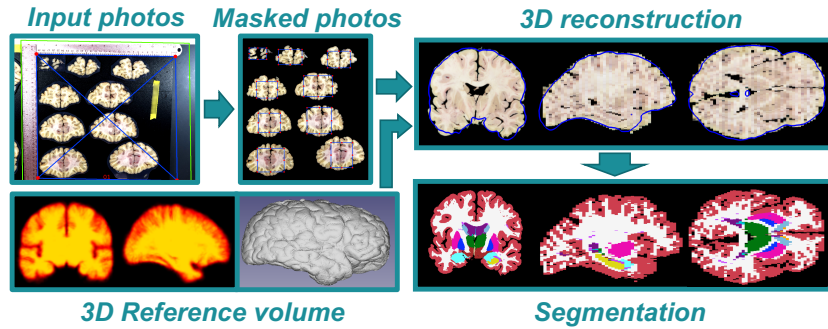 Input photos
Masked photos
3D reconstruction
3D Reference volume
Segmentation